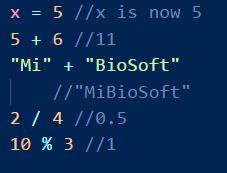 x = 5 //x is now 5
5 + 6 //11
"Mi" + "BioSoft"
//"MiBioSoft"
2 / 4 //0.5
10 % 3 //1